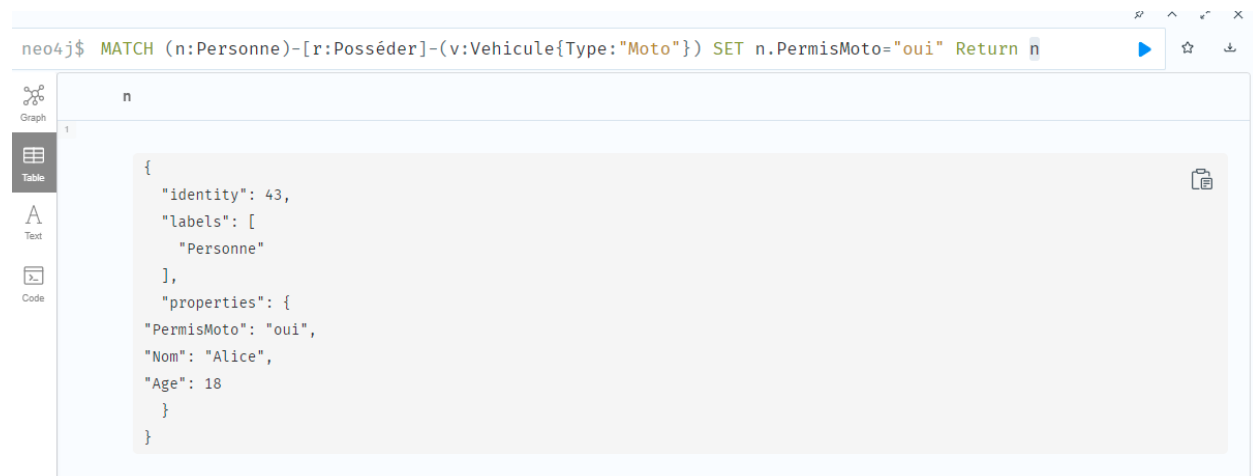 neo4j$ MATCH (n:Personne)-[r:Posséder]-(v:Vehicule{Type:"Moto"}) SET n.PermisMoto="oui" Return n
Graph
Table
Text
Code
n
1
{
"identity": 43,
"labels": [
"Personne"
],
"properties": {
"PermisMoto": "oui",
"Nom": "Alice",
"Age": 18
}
}